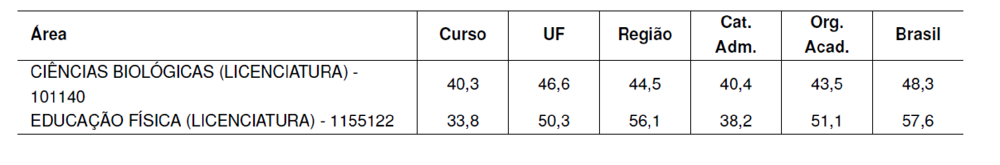 Área Curso UF Região Cat. Adm. Org. Acad. Brasil
CIÊNCIAS BIOLÓGICAS (LICENCIATURA) -
101140 40,3 46,6 44,5 40,4 43,5 48,3
EDUCAÇÃO FÍSICA (LICENCIATURA) - 1155122 33,8 50,3 56,1 38,2 51,1 57,6